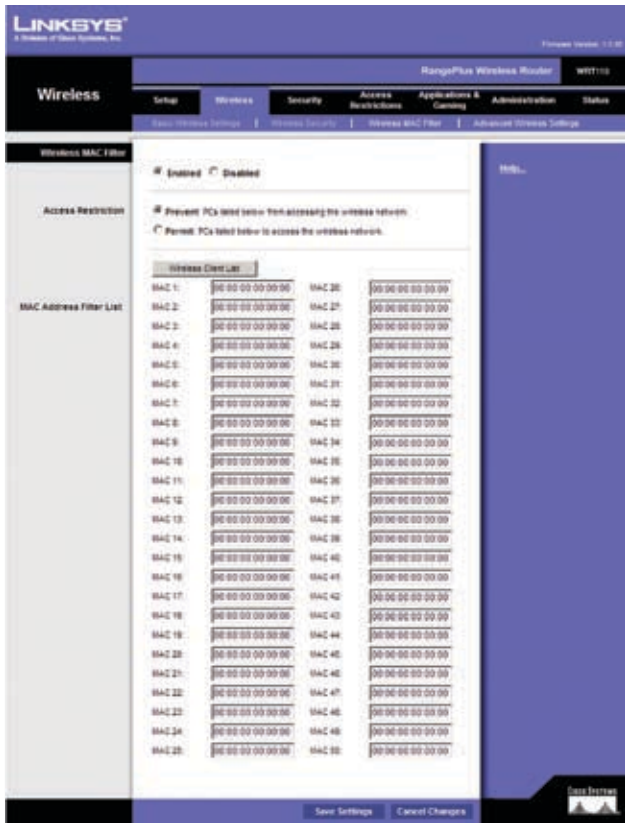 LINKSYS®
A Division of Cisco Systems, Inc.
Firmware Version: 1.0.00
RangePlus Wireless Router WRT110
Wireless
Setup Wireless Security Access Restrictions Applications & Gaming Administration Status
Basic Wireless Settings | Wireless Security | Wireless MAC Filter | Advanced Wireless Settings
Wireless MAC Filter
Enabled Disabled
Help...
Access Restriction
Prevent PCs listed below from accessing the wireless network.
Permit PCs listed below to access the wireless network.
Wireless Client List
MAC Address Filter List
MAC 1: 00:00:00:00:00:00 MAC 26: 00:00:00:00:00:00
MAC 2: 00:00:00:00:00:00 MAC 27: 00:00:00:00:00:00
MAC 3: 00:00:00:00:00:00 MAC 28: 00:00:00:00:00:00
MAC 4: 00:00:00:00:00:00 MAC 29: 00:00:00:00:00:00
MAC 5: 00:00:00:00:00:00 MAC 30: 00:00:00:00:00:00
MAC 6: 00:00:00:00:00:00 MAC 31: 00:00:00:00:00:00
MAC 7: 00:00:00:00:00:00 MAC 32: 00:00:00:00:00:00
MAC 8: 00:00:00:00:00:00 MAC 33: 00:00:00:00:00:00
MAC 9: 00:00:00:00:00:00 MAC 34: 00:00:00:00:00:00
MAC 10: 00:00:00:00:00:00 MAC 35: 00:00:00:00:00:00
MAC 11: 00:00:00:00:00:00 MAC 36: 00:00:00:00:00:00
MAC 12: 00:00:00:00:00:00 MAC 37: 00:00:00:00:00:00
MAC 13: 00:00:00:00:00:00 MAC 38: 00:00:00:00:00:00
MAC 14: 00:00:00:00:00:00 MAC 39: 00:00:00:00:00:00
MAC 15: 00:00:00:00:00:00 MAC 40: 00:00:00:00:00:00
MAC 16: 00:00:00:00:00:00 MAC 41: 00:00:00:00:00:00
MAC 17: 00:00:00:00:00:00 MAC 42: 00:00:00:00:00:00
MAC 18: 00:00:00:00:00:00 MAC 43: 00:00:00:00:00:00
MAC 19: 00:00:00:00:00:00 MAC 44: 00:00:00:00:00:00
MAC 20: 00:00:00:00:00:00 MAC 45: 00:00:00:00:00:00
MAC 21: 00:00:00:00:00:00 MAC 46: 00:00:00:00:00:00
MAC 22: 00:00:00:00:00:00 MAC 47: 00:00:00:00:00:00
MAC 23: 00:00:00:00:00:00 MAC 48: 00:00:00:00:00:00
MAC 24: 00:00:00:00:00:00 MAC 49: 00:00:00:00:00:00
MAC 25: 00:00:00:00:00:00 MAC 50: 00:00:00:00:00:00
Save Settings Cancel Changes
Cisco Systems